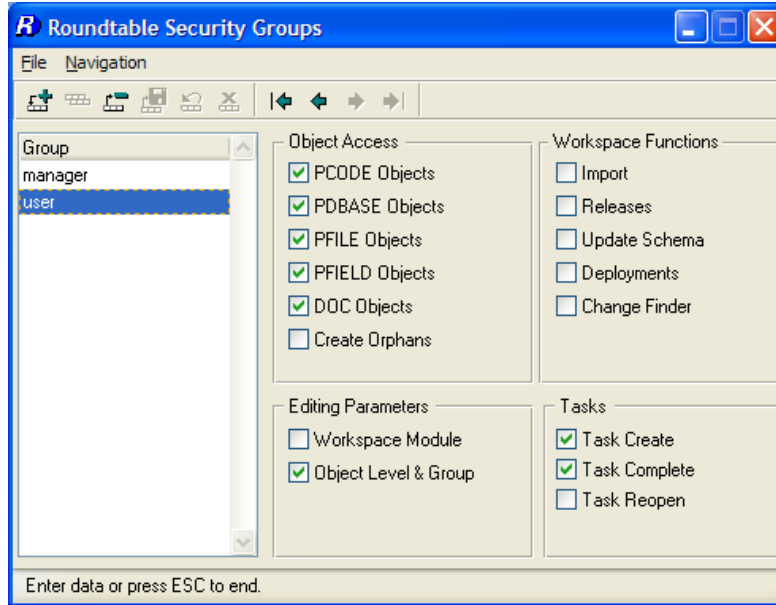 Roundtable Security Groups
File Navigation
Group
manager
user
Object Access
PCODE Objects
PDBASE Objects
PFILE Objects
PFIELD Objects
DOC Objects
Create Orphans
Workspace Functions
Import
Releases
Update Schema
Deployments
Change Finder
Editing Parameters
Workspace Module
Object Level & Group
Tasks
Task Create
Task Complete
Task Reopen
Enter data or press ESC to end.